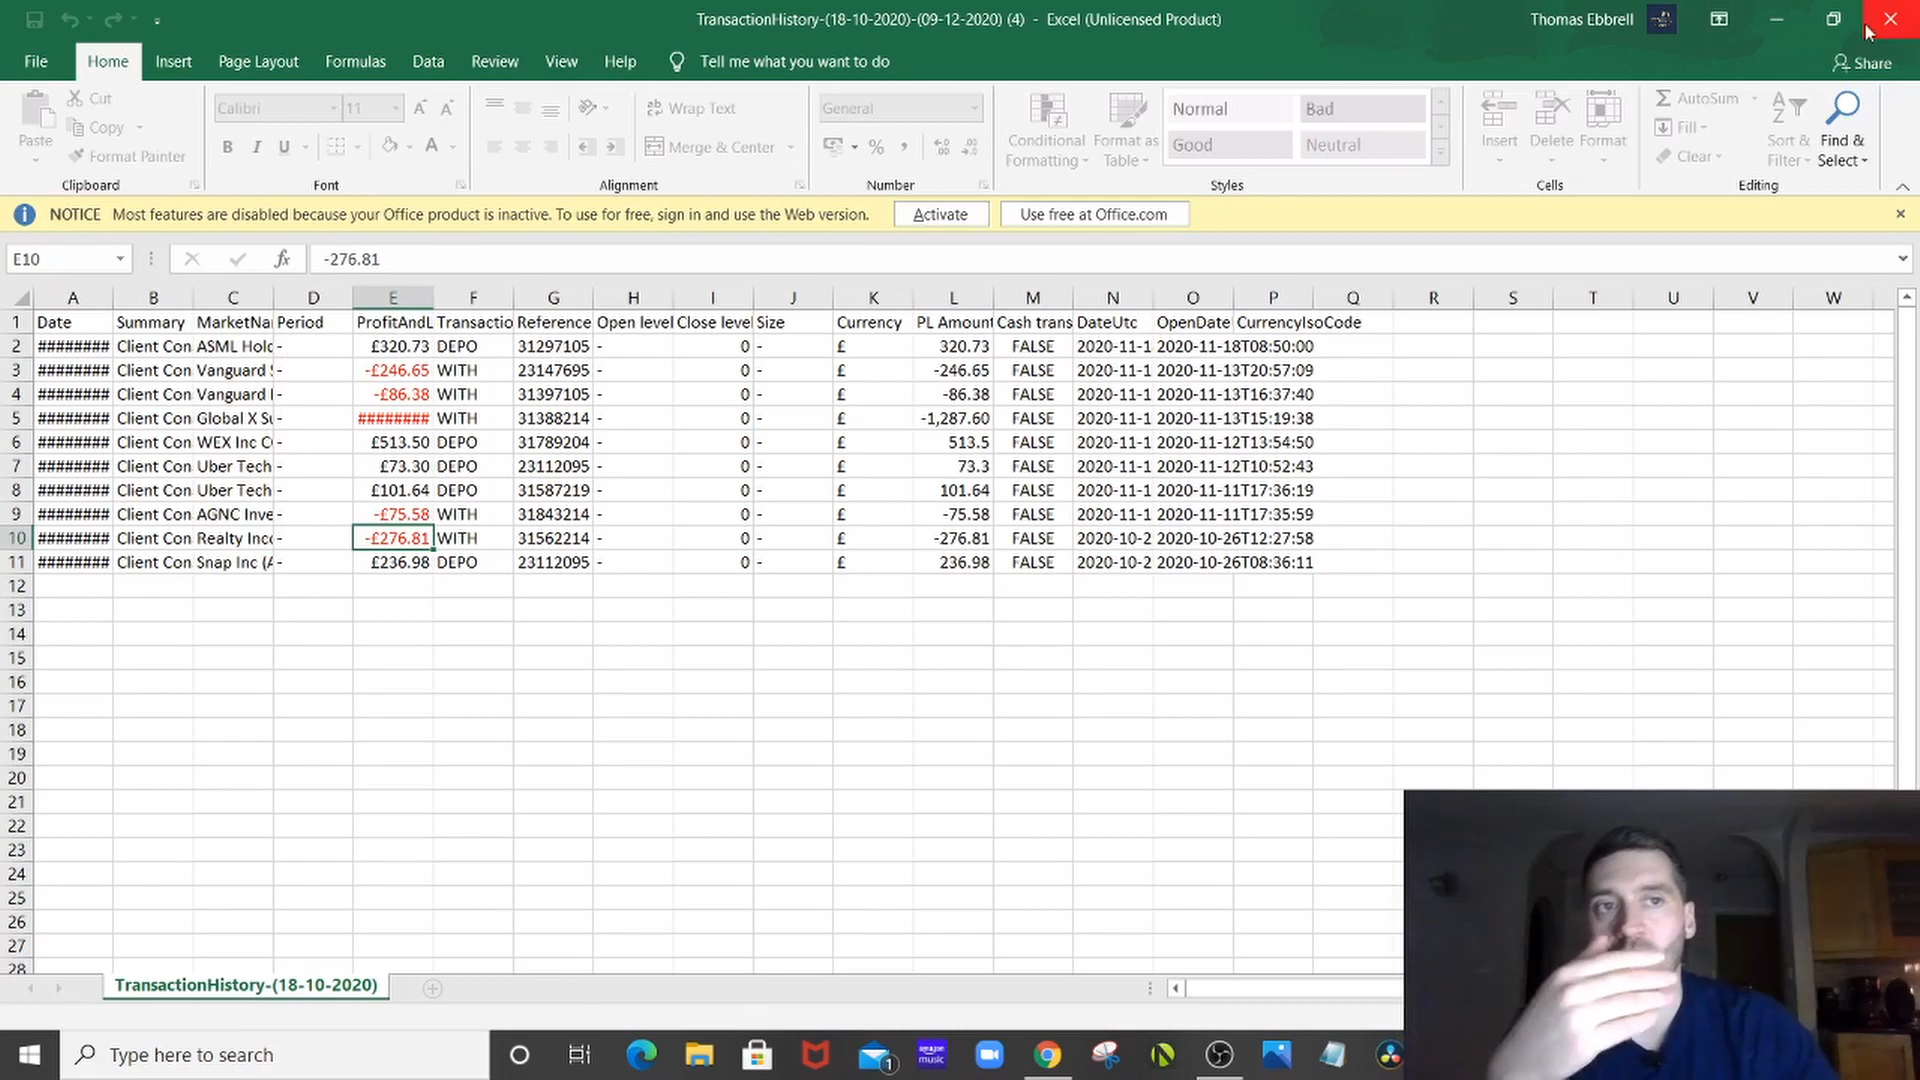 TransactionHistory-(18-10-2020)-(09-12-2020) (4) - Excel (Unlicensed Product)
Thomas Ebbrell
File Home Insert Page Layout Formulas Data Review View Help Tell me what you want to do
Share
Paste
Cut
Copy
Format Painter
Clipboard
Calibri 11
B I U
Font
Wrap Text
Merge & Center
Alignment
General
Number
Conditional Formatting
Format as Table
Normal Bad
Good Neutral
Styles
Insert Delete Format
Cells
AutoSum
Fill
Clear
Sort & Filter
Find & Select
Editing
NOTICE Most features are disabled because your Office product is inactive. To use for free, sign in and use the Web version. Activate Use free at Office.com
E10 fx -276.81
A B C D E F G H I J K L M N O P Q R S T U V W
1 Date Summary MarketNa Period ProfitAndL Transactio Reference Open level Close leve Size Currency PL Amount Cash trans DateUtc OpenDate CurrencyIsoCode
2 ######## Client Con ASML Hold - £320.73 DEPO 31297105 - 0 - £ 320.73 FALSE 2020-11-1 2020-11-18T08:50:00
3 ######## Client Con Vanguard S - -£246.65 WITH 23147695 - 0 - £ -246.65 FALSE 2020-11-1 2020-11-13T20:57:09
4 ######## Client Con Vanguard - -£86.38 WITH 31397105 - 0 - £ -86.38 FALSE 2020-11-1 2020-11-13T16:37:40
5 ######## Client Con Global X Su - ######## WITH 31388214 - 0 - £ -1,287.60 FALSE 2020-11-1 2020-11-13T15:19:38
6 ######## Client Con WEX Inc C - £513.50 DEPO 31789204 - 0 - £ 513.5 FALSE 2020-11-1 2020-11-12T13:54:50
7 ######## Client Con Uber Tech - £73.30 DEPO 23112095 - 0 - £ 73.3 FALSE 2020-11-1 2020-11-12T10:52:43
8 ######## Client Con Uber Tech - £101.64 DEPO 31587219 - 0 - £ 101.64 FALSE 2020-11-1 2020-11-11T17:36:19
9 ######## Client Con AGNC Inve - -£75.58 WITH 31843214 - 0 - £ -75.58 FALSE 2020-11-1 2020-11-11T17:35:59
10 ######## Client Con Realty Inco - -£276.81 WITH 31562214 - 0 - £ -276.81 FALSE 2020-10-2 2020-10-26T12:27:58
11 ######## Client Con Snap Inc (A - £236.98 DEPO 23112095 - 0 - £ 236.98 FALSE 2020-10-2 2020-10-26T08:36:11
12
13
14
15
16
17
18
19
20
21
22
23
24
25
26
27
28
TransactionHistory-(18-10-2020)
Type here to search
1
amazon music